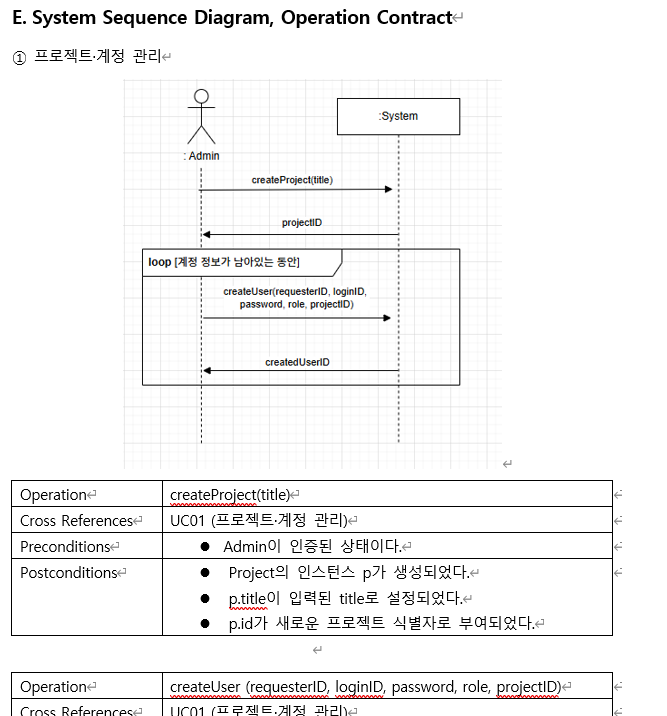 E. System Sequence Diagram, Operation Contract
① 프로젝트·계정 관리
:System
: Admin
createProject(title)
projectID
loop [계정 정보가 남아있는 동안]
createUser(requesterID, loginID,
password, role, projectID)
createdUserID
Operation createProject(title)
Cross References UC01 (프로젝트·계정 관리)
Preconditions ● Admin이 인증된 상태이다.
Postconditions ● Project의 인스턴스 p가 생성되었다.
● p.title이 입력된 title로 설정되었다.
● p.id가 새로운 프로젝트 식별자로 부여되었다.
Operation createUser (requesterID, loginID, password, role, projectID)
Cross References UC01 (프로젝트·계정 관리)